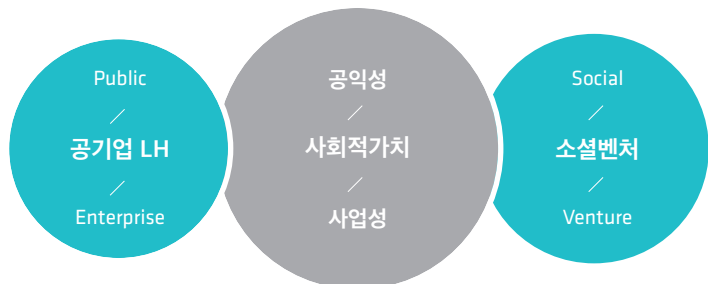 Public
공기업 LH
Enterprise
공익성
사회적가치
사업성
Social
소셜벤처
Venture